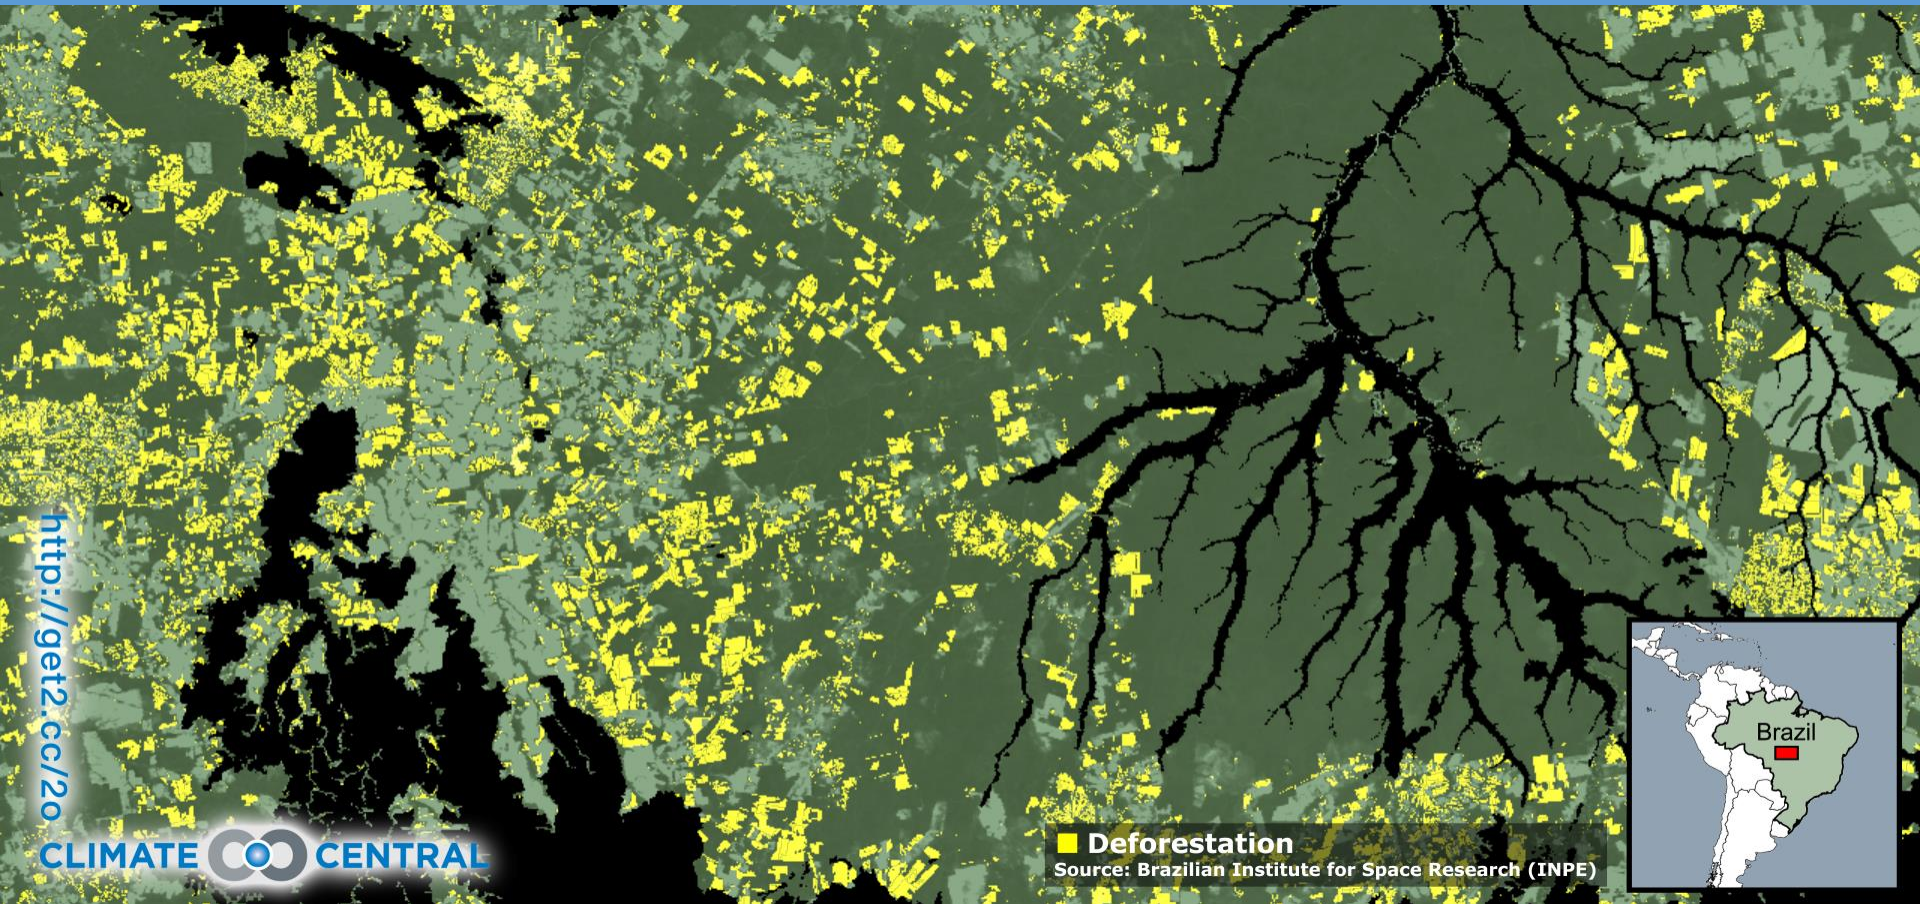 http://get2.cc/2o
CLIMATE CENTRAL
Deforestation
Source: Brazilian Institute for Space Research (INPE)
Brazil